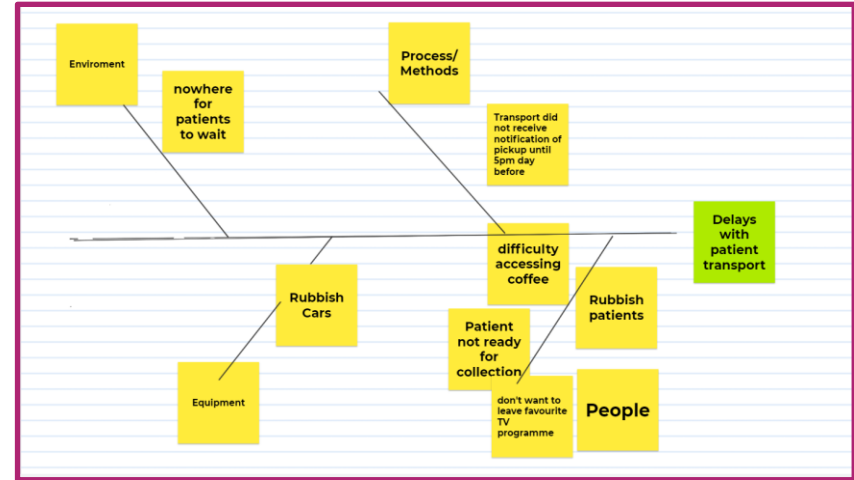 Enviroment
nowhere
for
patients
to wait
Process/
Methods
Transport did
not receive
notification of
pickup until
5pm day
before
Delays
with
patient
transport
difficulty
accessing
coffee
Rubbish
Cars
Rubbish
patients
Patient
not ready
for
collection
Equipment
don't want to
leave favourite
TV
programme
People